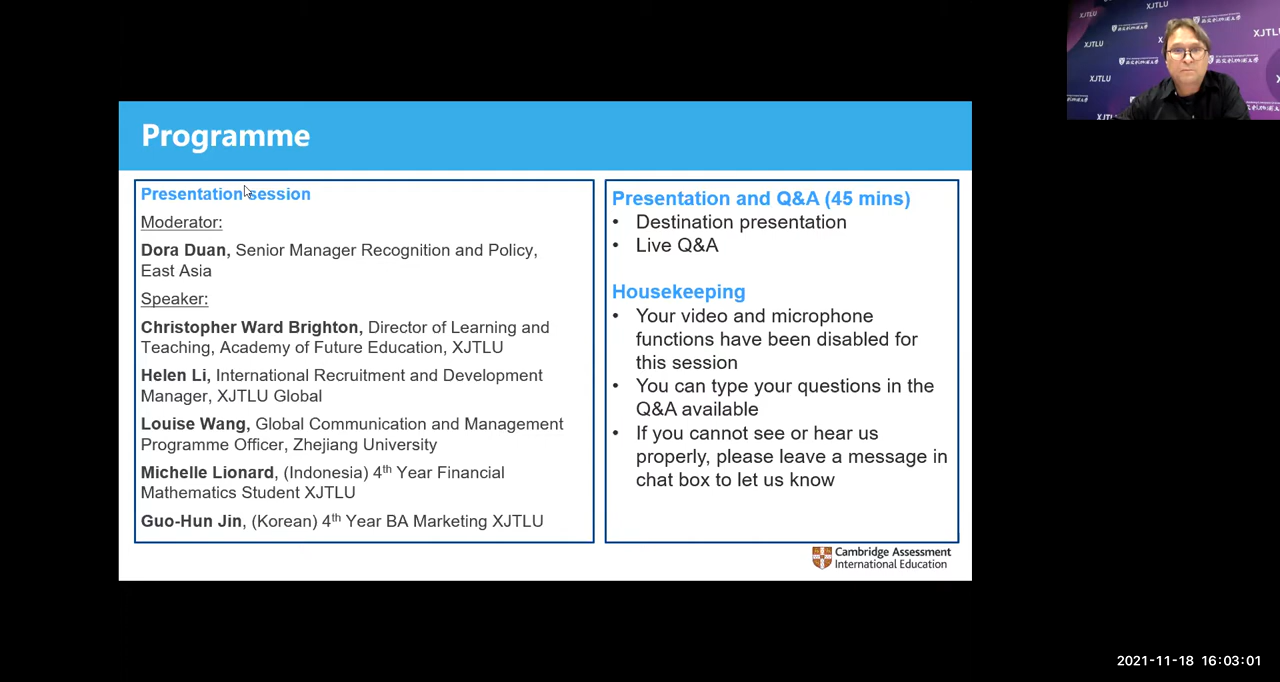 Programme
Presentation session
Moderator:
Dora Duan, Senior Manager Recognition and Policy,
East Asia
Speaker:
Christopher Ward Brighton, Director of Learning and
Teaching, Academy of Future Education, XJTLU
Helen Li, International Recruitment and Development
Manager, XJTLU Global
Louise Wang, Global Communication and Management
Programme Officer, Zhejiang University
Michelle Lionard, (Indonesia) 4th Year Financial
Mathematics Student XJTLU
Guo-Hun Jin, (Korean) 4th Year BA Marketing XJTLU
Presentation and Q&A (45 mins)
• Destination presentation
• Live Q&A
Housekeeping
• Your video and microphone
functions have been disabled for
this session
• You can type your questions in the
Q&A available
• If you cannot see or hear us
properly, please leave a message in
chat box to let us know
Cambridge Assessment
International Education
XJTLU
XJTLU
XJTLU
XJTLU
XJTLU
2021-11-18 16:03:01